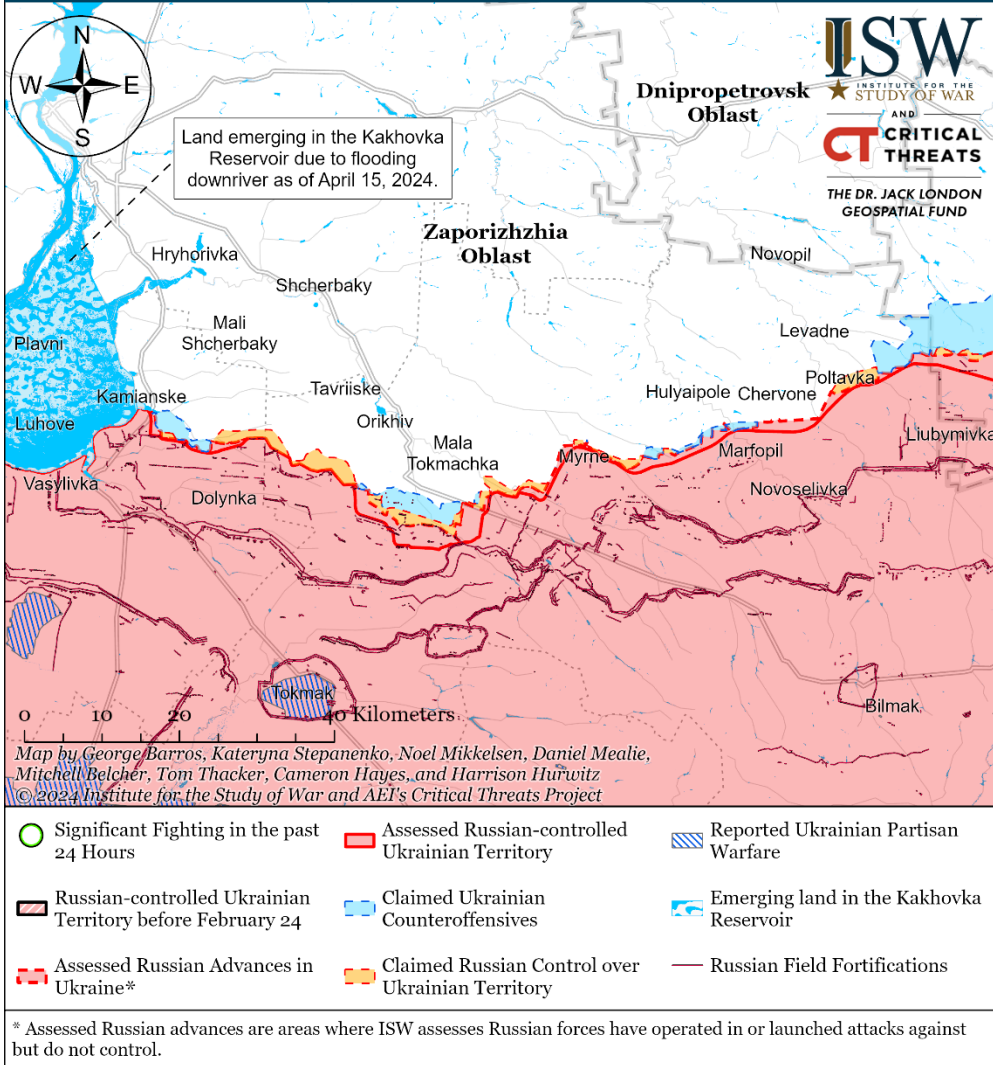 N
W
E
S
ISW
INSTITUTE FOR THE
STUDY OF WAR
AND
CT CRITICAL
THREATS
THE DR. JACK LONDON
GEOSPATIAL FUND
Dnipropetrovsk
Oblast
Land emerging in the Kakhovka
Reservoir due to flooding
downriver as of April 15, 2024.
Zaporizhzhia
Oblast
Hryhorivka
Novopil
Shcherbaky
Mali
Shcherbaky
Levadne
Plavni
Poltavka
Tavriiske
Hulyaipole
Chervone
Kamianske
Orikhiv
Luhove
Mala
Tokmachka
Liubymivka
Myrne
Marfopil
Vasylivka
Dolynka
Novoselivka
Tokmak
Bilmak
0 10 20 40 Kilometers
Map by George Barros, Kateryna Stepanenko, Noel Mikkelsen, Daniel Mealie,
Mitchell Belcher, Tom Thacker, Cameron Hayes, and Harrison Hurwitz
© 2024 Institute for the Study of War and AEI's Critical Threats Project
Significant Fighting in the past
24 Hours
Assessed Russian-controlled
Ukrainian Territory
Reported Ukrainian Partisan
Warfare
Russian-controlled Ukrainian
Territory before February 24
Claimed Ukrainian
Counteroffensives
Emerging land in the Kakhovka
Reservoir
Assessed Russian Advances in
Ukraine*
Claimed Russian Control over
Ukrainian Territory
Russian Field Fortifications
* Assessed Russian advances are areas where ISW assesses Russian forces have operated in or launched attacks against
but do not control.